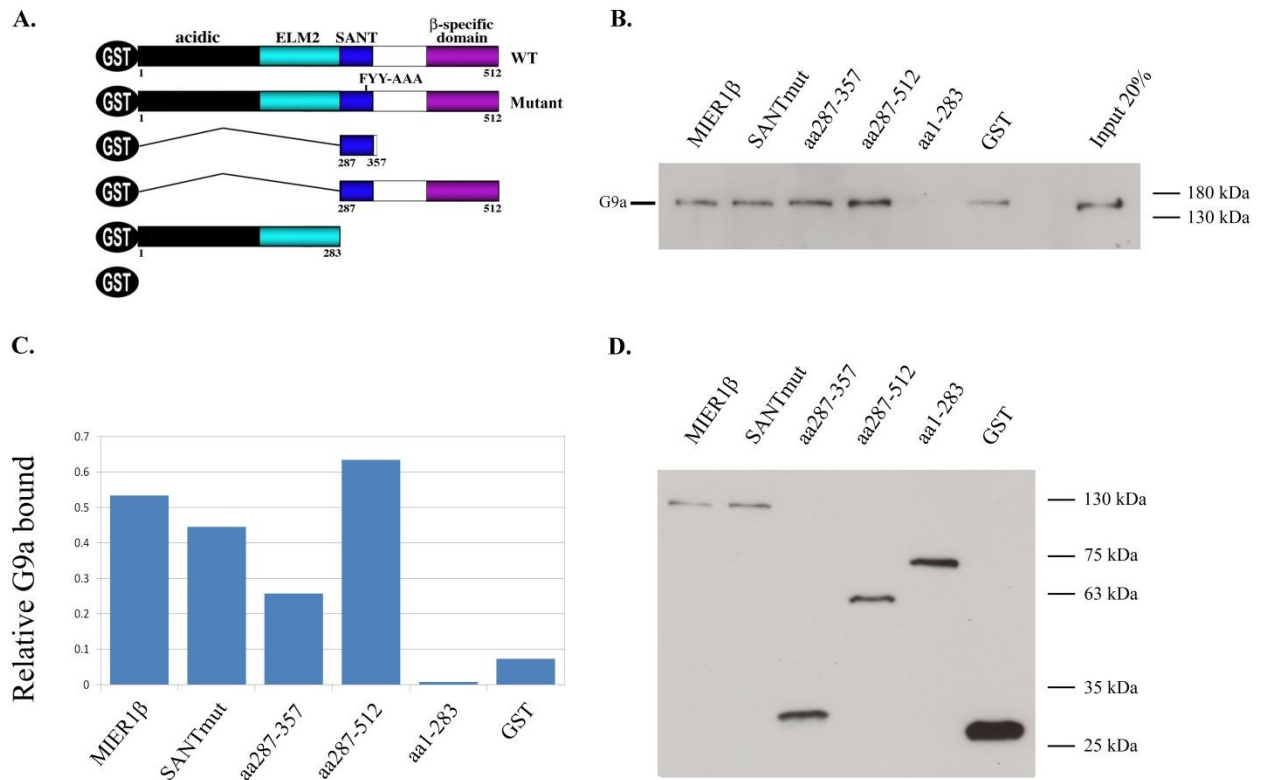 A.
acidic ELM2 SANT β-specific domain
GST WT
1 512
FYY-AAA
GST Mutant
1 512
GST
287 357
GST
287 512
GST
1 283
GST
B.
MIER1β SANTmut aa287-357 aa287-512 aa1-283 GST Input 20%
G9a
180 kDa
130 kDa
C.
Relative G9a bound
0.7
0.6
0.5
0.4
0.3
0.2
0.1
0
MIER1β SANTmut aa287-357 aa287-512 aa1-283 GST
D.
MIER1β SANTmut aa287-357 aa287-512 aa1-283 GST
130 kDa
75 kDa
63 kDa
35 kDa
25 kDa